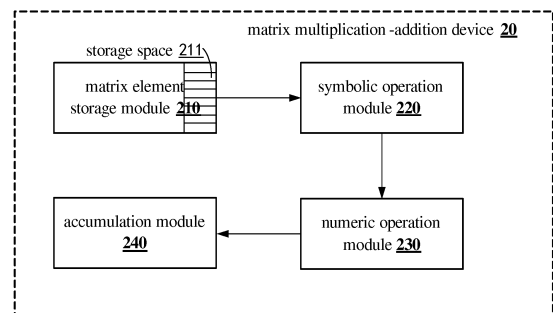 matrix multiplication -addition device 20
storage space 211
matrix element
storage module 210
symbolic operation
module 220
accumulation module
240
numeric operation
module 230